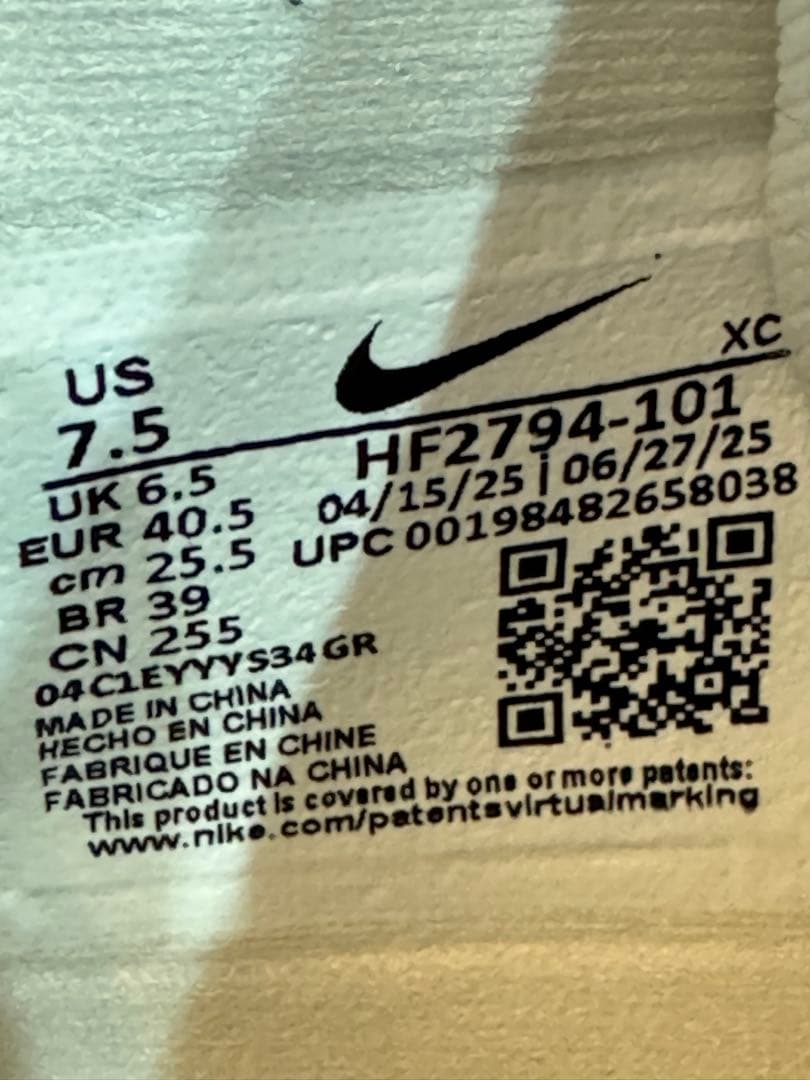 XC
US
7.5
HF2794-101
04/15/25 | 06/27/25
UPC 00198482658038
UK 6.5
EUR 40.5
cm 25.5
BR 39
CN 255
04C1EYYYS34GR
MADE IN CHINA
HECHO EN CHINA
FABRIQUE EN CHINE
FABRICADO NA CHINA
This product is covered by one or more patents:
www.nike.com/patentsvirtualmarking